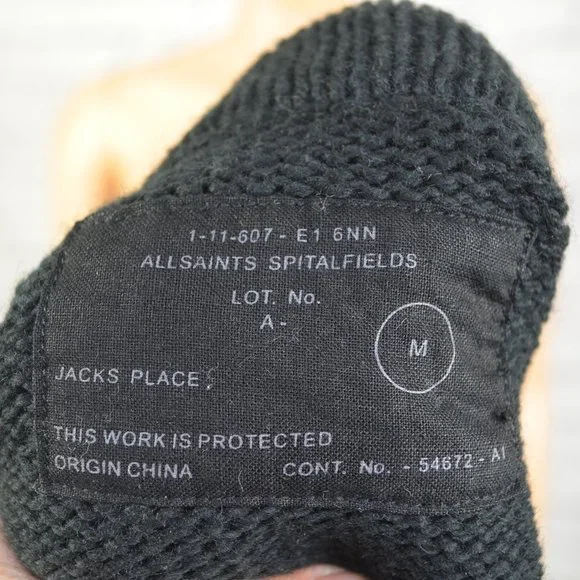 1-11-607 - E1 6NN
ALLSAINTS SPITALFIELDS
LOT. No.
A -
M
JACKS PLACE ;
THIS WORK IS PROTECTED
ORIGIN CHINA CONT. No. - 54672 - A1